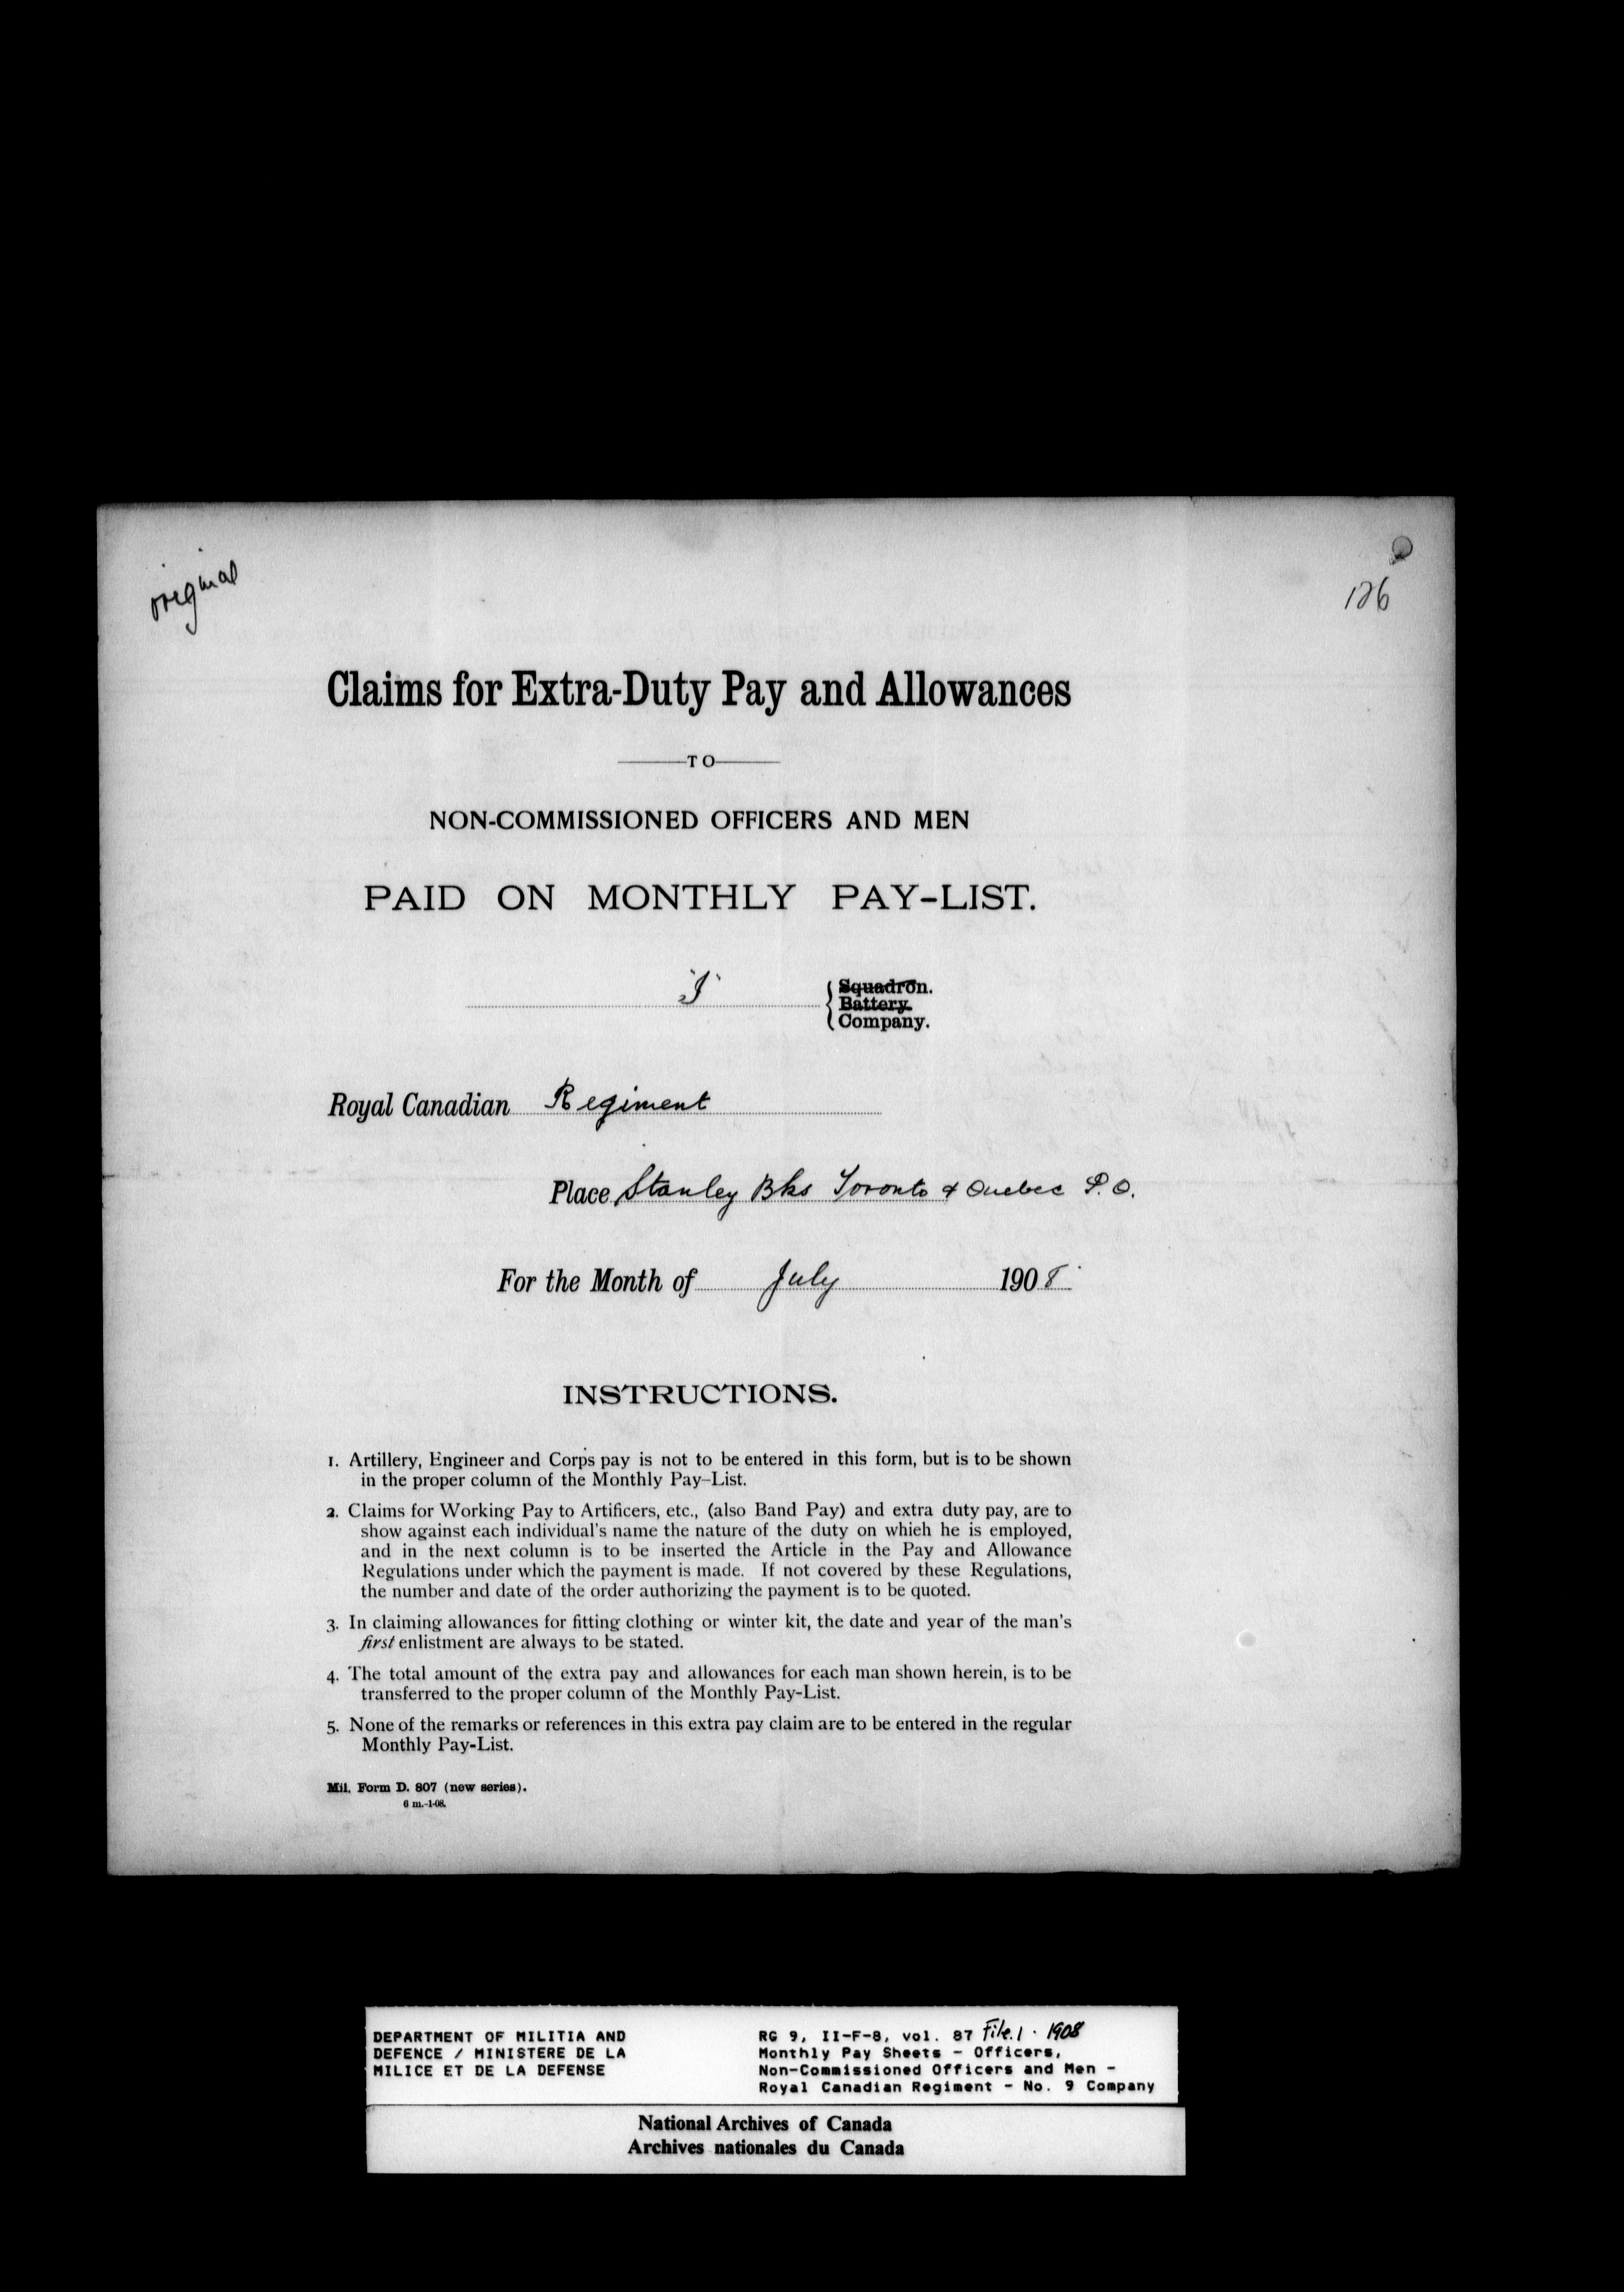 original
126
Claims for Extra-Duty Pay and Allowances
TO
NON-COMMISSIONED OFFICERS AND MEN
PAID ON MONTHLY PAY-LIST.
Squadron.
Battery.
Company.
Royal Canadian Regiment
Place Stanley Bks Toronto & Quebec P.O.
For the Month of July 1908
INSTRUCTIONS.
1. Artillery, Engineer and Corps pay is not to be entered in this form, but is to be shown
in the proper column of the Monthly Pay-List.
2. Claims for Working Pay to Artificers, etc., (also Band Pay) and extra duty pay, are to
show against each individual's name the nature of the duty on which he is employed,
and in the next column is to be inserted the Article in the Pay and Allowance
Regulations under which the payment is made. If not covered by these Regulations,
the number and date of the order authorizing the payment is to be quoted.
3. In claiming allowances for fitting clothing or winter kit, the date and year of the man's
first enlistment are always to be stated.
4. The total amount of the extra pay and allowances for each man shown herein, is to be
transferred to the proper column of the Monthly Pay-List.
5. None of the remarks or references in this extra pay claim are to be entered in the regular
Monthly Pay-List.
Mil. Form D. 807 (new series).
6 m.-1-08.
DEPARTMENT OF MILITIA AND
DEFENCE / MINISTERE DE LA
MILICE ET DE LA DEFENSE
RG 9, II-F-8, vol. 87 File.1. 1908
Monthly Pay Sheets - Officers,
Non-Commissioned Officers and Men -
Royal Canadian Regiment - No. 9 Company
National Archives of Canada
Archives nationales du Canada